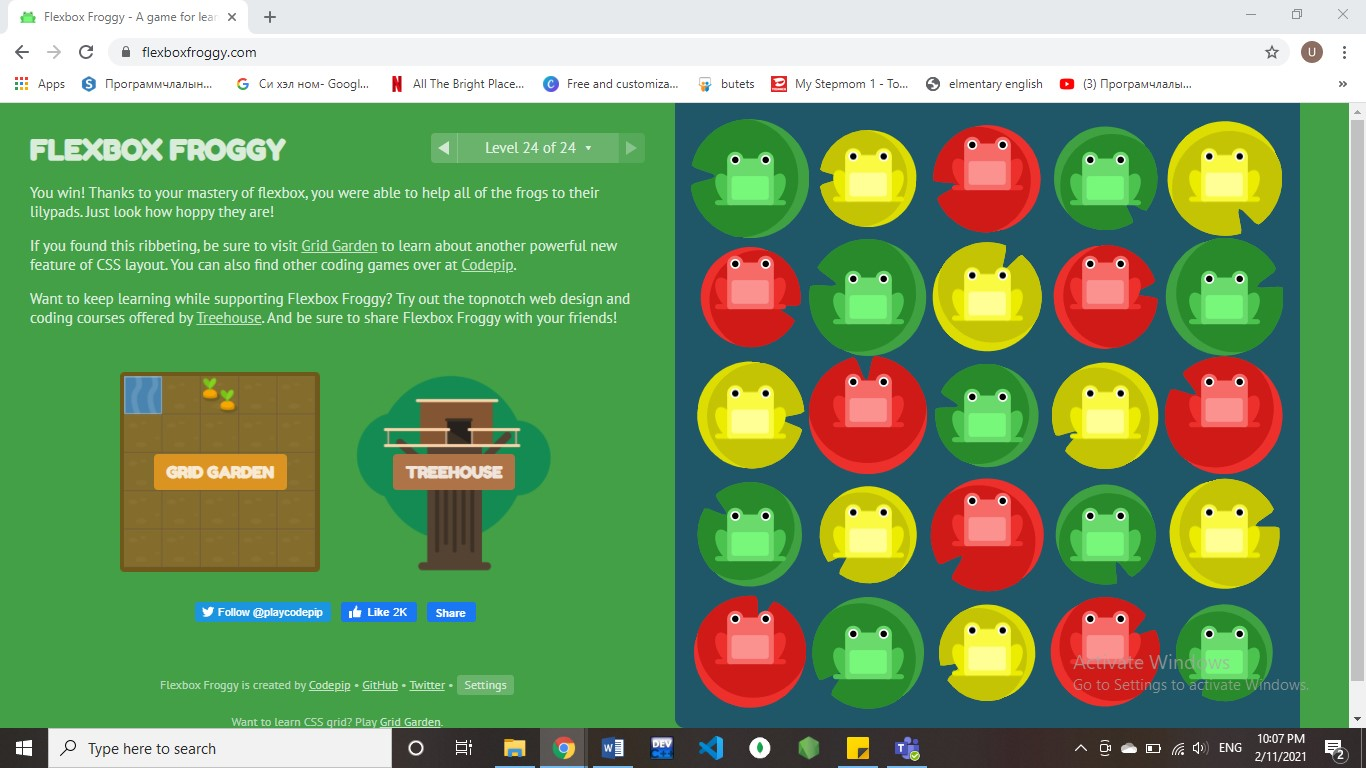 Flexbox Froggy - A game for lear
flexboxfroggy.com
U
Apps
Программчлалын...
Си хэл ном- Googl...
All The Bright Place...
Free and customiza...
butets
My Stepmom 1 - To...
elmentary english
(3) Програмчлалы...
FLEXBOX FROGGY
Level 24 of 24
You win! Thanks to your mastery of flexbox, you were able to help all of the frogs to their
lilypads. Just look how hoppy they are!
If you found this ribbeting, be sure to visit Grid Garden to learn about another powerful new
feature of CSS layout. You can also find other coding games over at Codepip.
Want to keep learning while supporting Flexbox Froggy? Try out the topnotch web design and
coding courses offered by Treehouse. And be sure to share Flexbox Froggy with your friends!
GRID GARDEN
TREEHOUSE
Follow @playcodepip
Like 2K
Share
Flexbox Froggy is created by Codepip • GitHub • Twitter • Settings
Want to learn CSS grid? Play Grid Garden.
Activate Windows
Go to Settings to activate Windows.
Type here to search
DEV
ENG
10:07 PM
2/11/2021
2